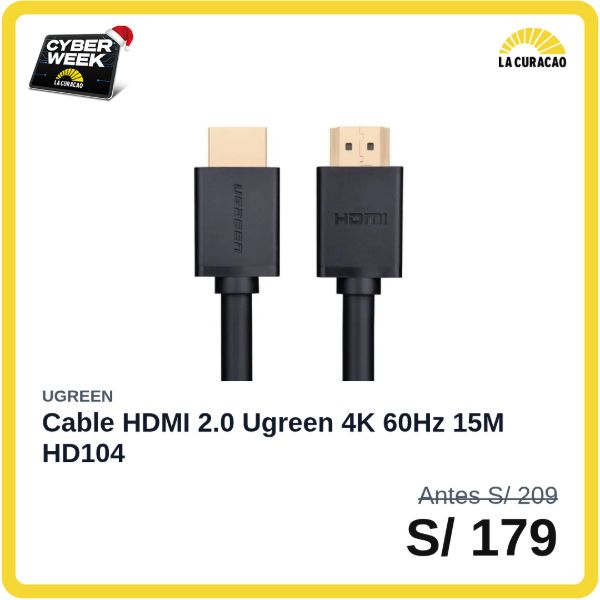 CYBER
WEEK
LA CURACAO
LA CURACAO
UGREEN
HDMI
UGREEN
Cable HDMI 2.0 Ugreen 4K 60Hz 15M
HD104
Antes S/ 209
S/ 179